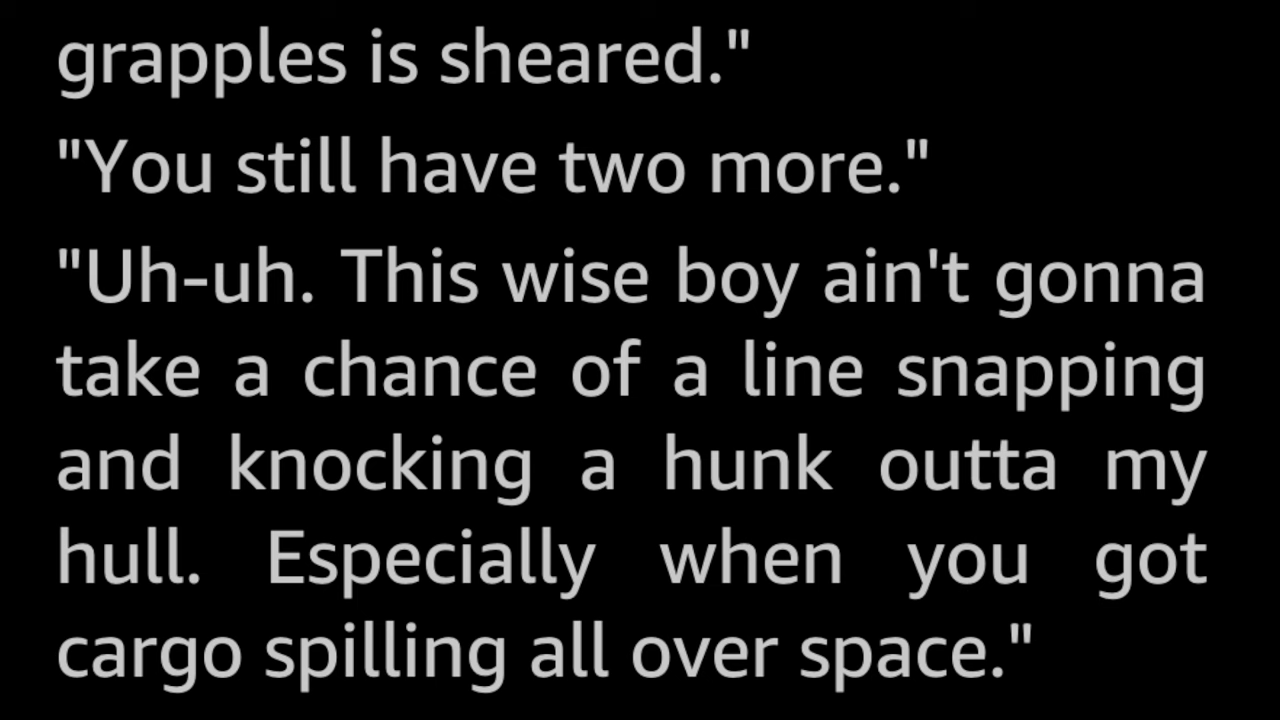 grapples is sheared."
"You still have two more."
"Uh-uh. This wise boy ain't gonna
take a chance of a line snapping
and knocking a hunk outta my
hull. Especially when you got
cargo spilling all over space."